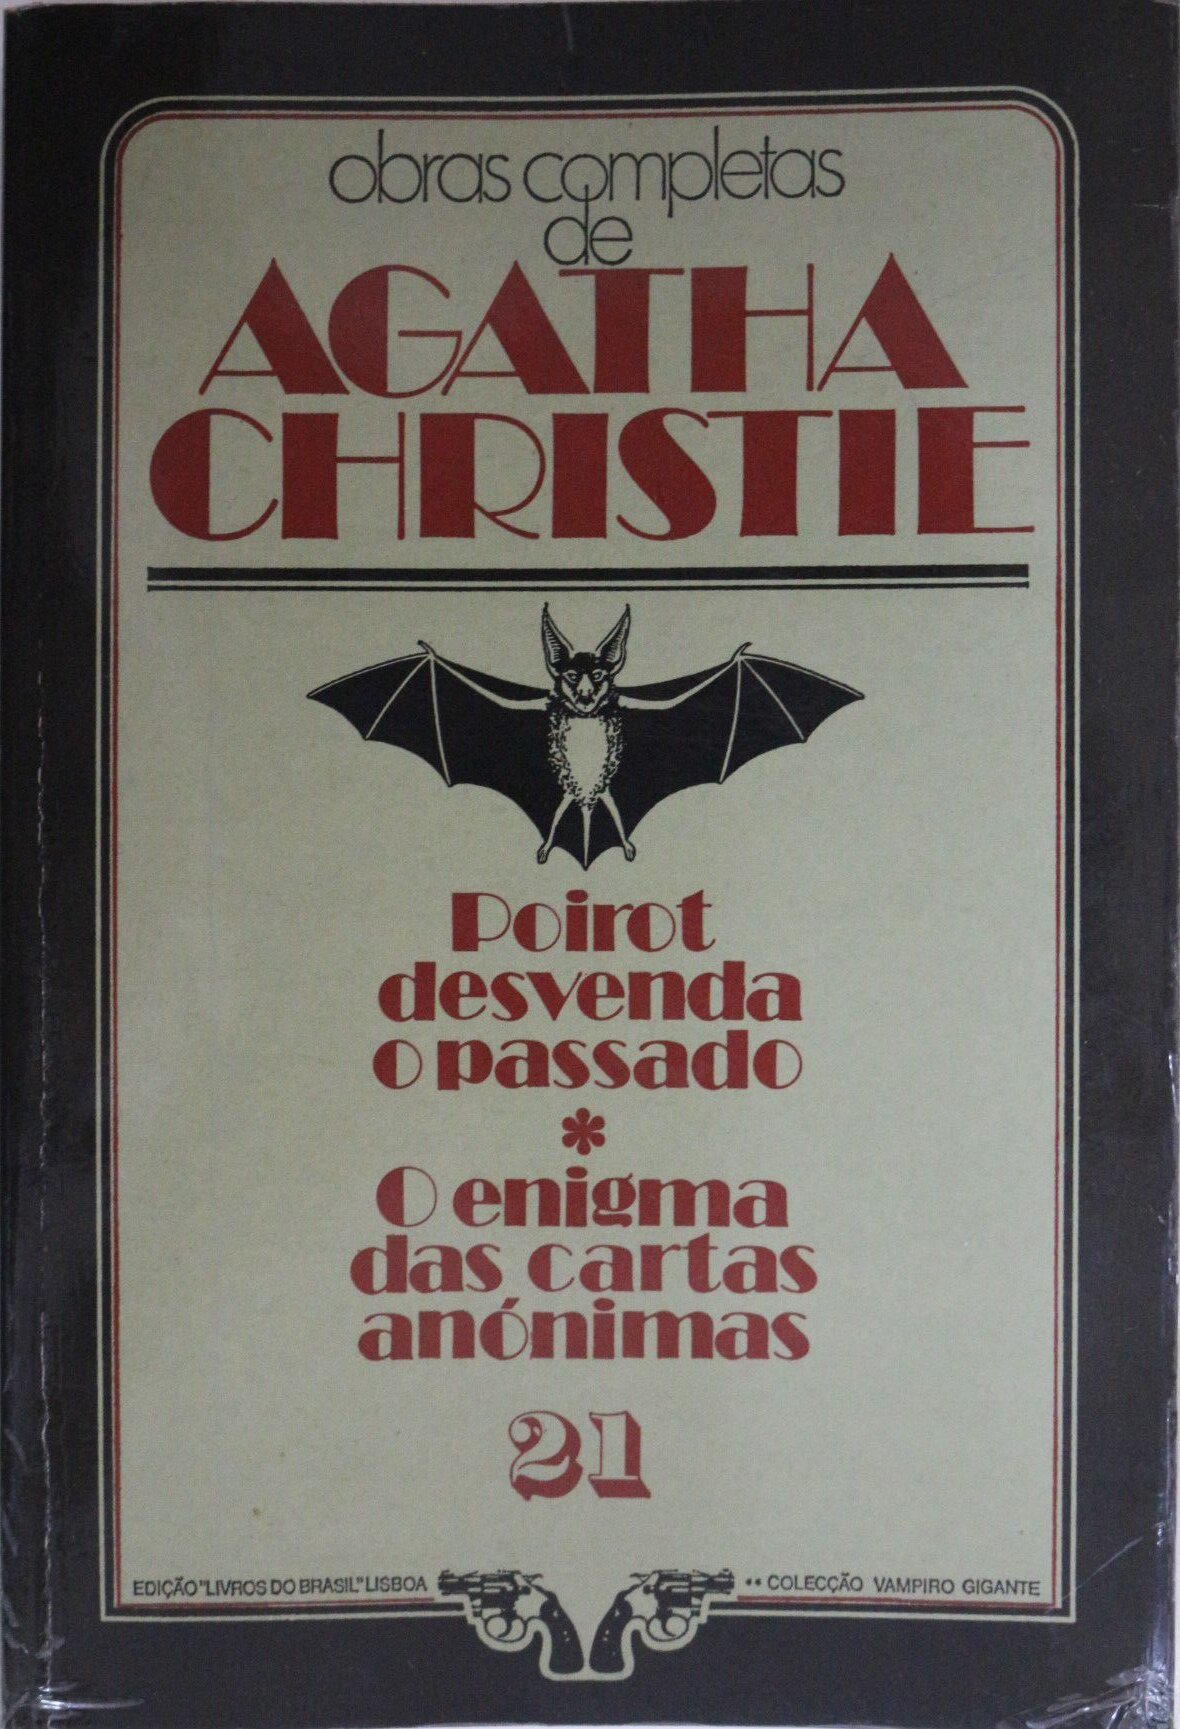 obras completas
de
AGATHA
CHRISTIE
Poirot
desvenda
o passado
*
O enigma
das cartas
anónimas
21
EDIÇÃO "LIVROS DO BRASIL" LISBOA
** COLECÇÃO VAMPIRO GIGANTE